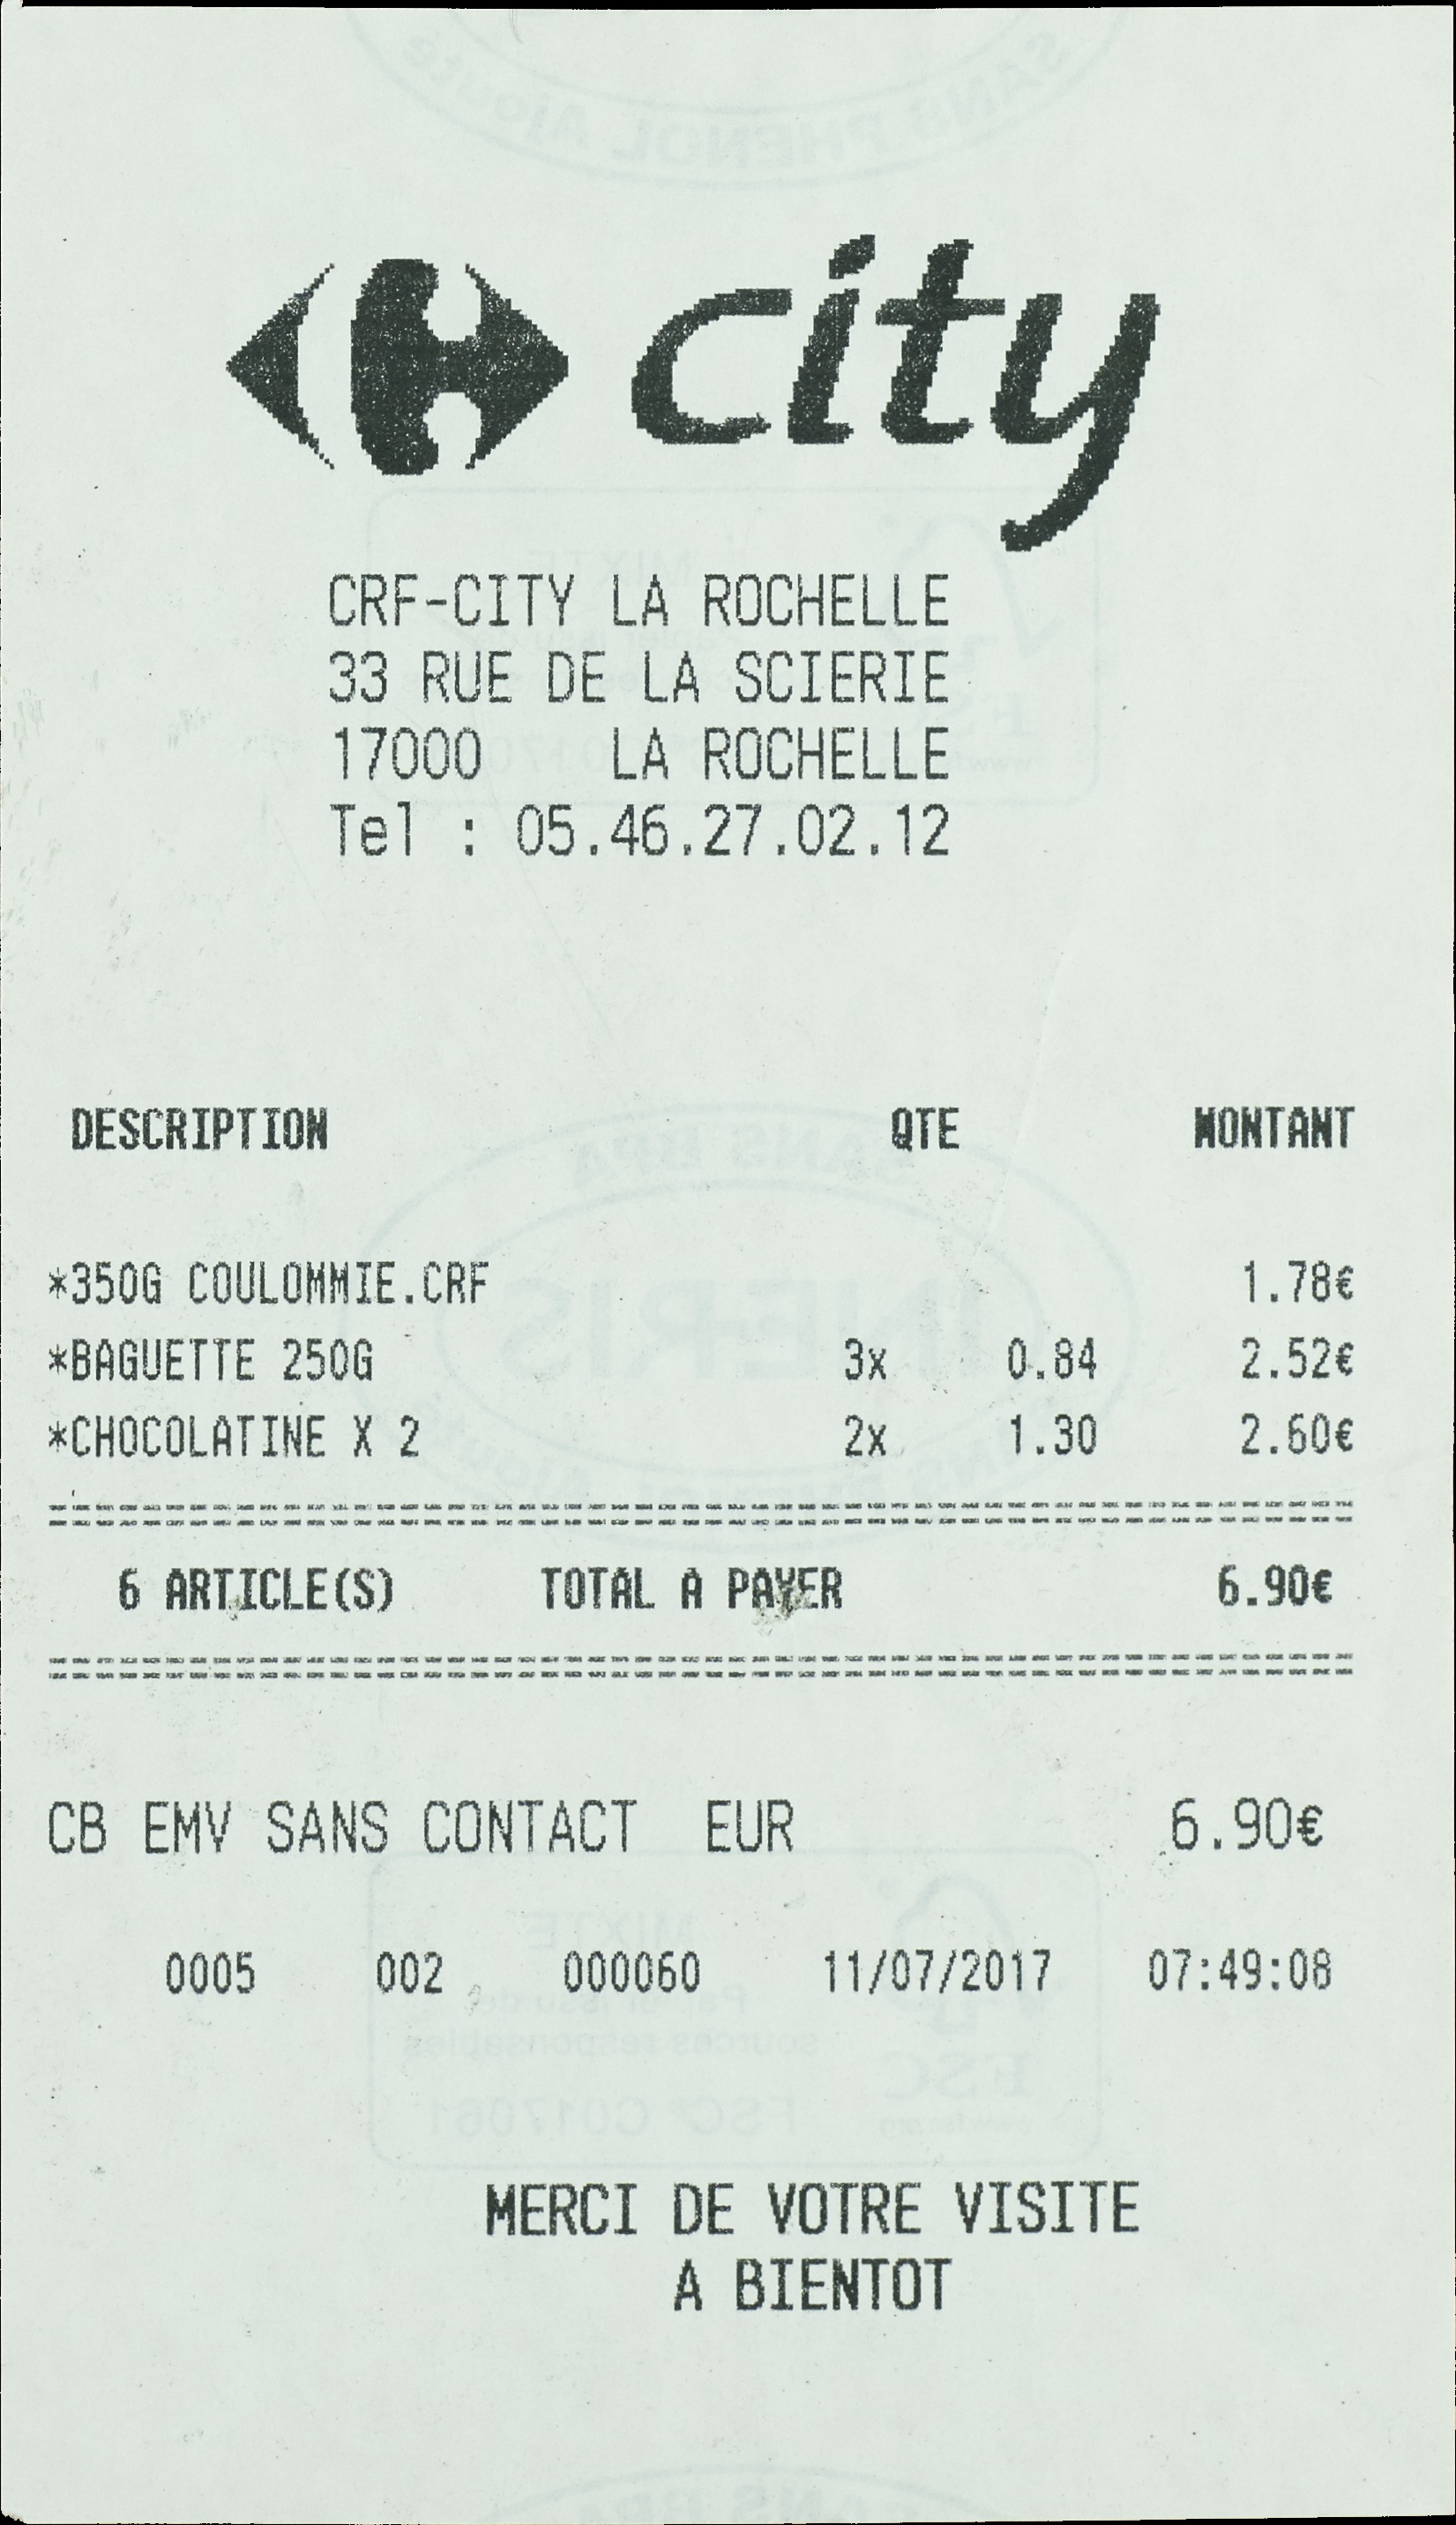 city
CRF-CITY LA ROCHELLE
33 RUE DE LA SCIERIE
17000 LA ROCHELLE
Tel : 05.46.27.02.12
DESCRIPTION QTE MONTANT
*350G COULOMMIE.CRF 1.78€
*BAGUETTE 250G 3x 0.84 2.52€
*CHOCOLATINE X 2 2x 1.30 2.60€
6 ARTICLE(S) TOTAL A PAYER 6.90€
CB EMV SANS CONTACT EUR 6.90€
0005 002 000060 11/07/2017 07:49:08
MERCI DE VOTRE VISITE
A BIENTOT